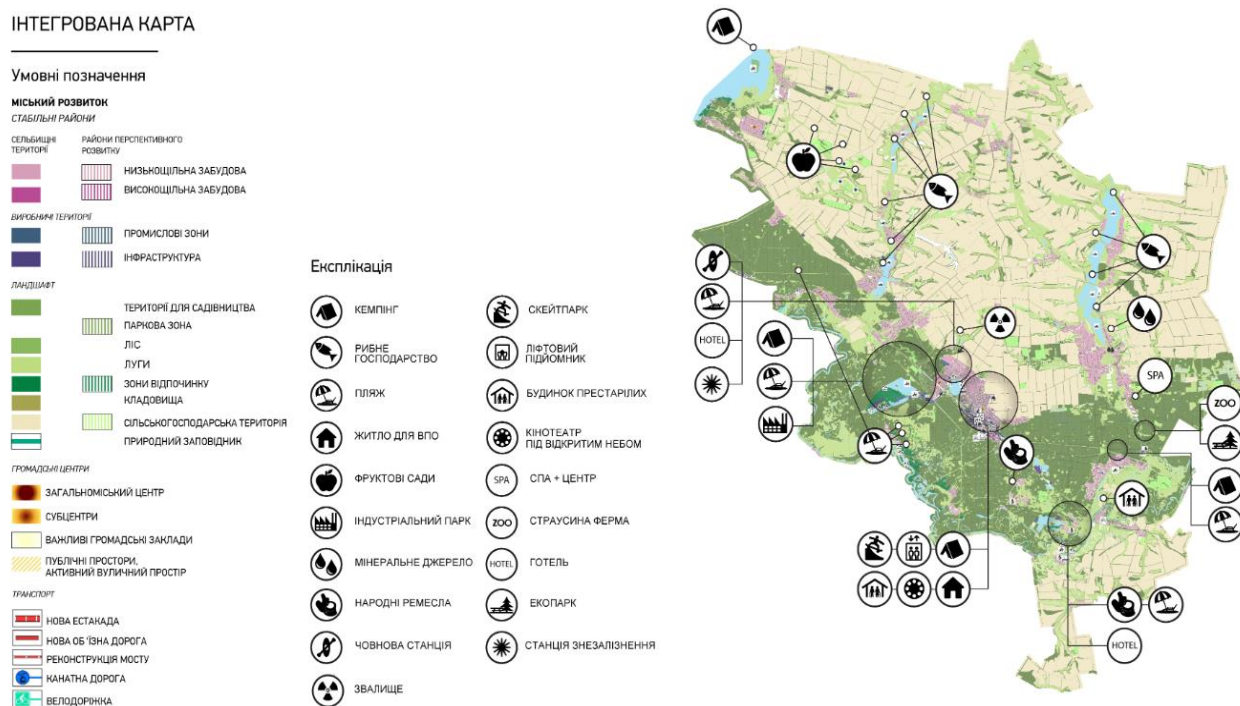 ІНТЕГРОВАНА КАРТА
Умовні позначення
МІСЬКИЙ РОЗВИТОК
СТАБІЛЬНІ РАЙОНИ
СЕЛЬБИЩНІ
ТЕРИТОРІЇ
РАЙОНИ ПЕРСПЕКТИВНОГО
РОЗВИТКУ
НИЗЬКОЩІЛЬНА ЗАБУДОВА
ВИСОКОЩІЛЬНА ЗАБУДОВА
ВИРОБНИЧІ ТЕРИТОРІЇ
ПРОМИСЛОВІ ЗОНИ
ІНФРАСТРУКТУРА
ЛАНДШАФТ
ТЕРИТОРІЇ ДЛЯ САДІВНИЦТВА
ПАРКОВА ЗОНА
ЛІС
ЛУГИ
ЗОНИ ВІДПОЧИНКУ
КЛАДОВИЩА
СІЛЬСЬКОГОСПОДАРСЬКА ТЕРИТОРІЯ
ПРИРОДНИЙ ЗАПОВІДНИК
ГРОМАДСЬКІ ЦЕНТРИ
ЗАГАЛЬНОМІСЬКИЙ ЦЕНТР
СУБЦЕНТРИ
ВАЖЛИВІ ГРОМАДСЬКІ ЗАКЛАДИ
ПУБЛІЧНІ ПРОСТОРИ,
АКТИВНИЙ ВУЛИЧНИЙ ПРОСТІР
ТРАНСПОРТ
НОВА ЕСТАКАДА
НОВА ОБ'ЇЗНА ДОРОГА
РЕКОНСТРУКЦІЯ МОСТУ
КАНАТНА ДОРОГА
ВЕЛОДОРІЖКА
Експлікація
КЕМПІНГ
РИБНЕ
ГОСПОДАРСТВО
ПЛЯЖ
ЖИТЛО ДЛЯ ВПО
ФРУКТОВІ САДИ
ІНДУСТРІАЛЬНИЙ ПАРК
МІНЕРАЛЬНЕ ДЖЕРЕЛО
НАРОДНІ РЕМЕСЛА
ЧОВНОВА СТАНЦІЯ
ЗВАЛИЩЕ
СКЕЙТПАРК
ЛІФТОВИЙ
ПІДЙОМНИК
БУДИНОК ПРЕСТАРІЛИХ
КІНОТЕАТР
ПІД ВІДКРИТИМ НЕБОМ
SPA
СПА + ЦЕНТР
ZOO
СТРАУСИНА ФЕРМА
HOTEL
ГОТЕЛЬ
ЕКОПАРК
СТАНЦІЯ ЗНЕЗАЛІЗНЕННЯ
HOTEL
SPA
ZOO
HOTEL